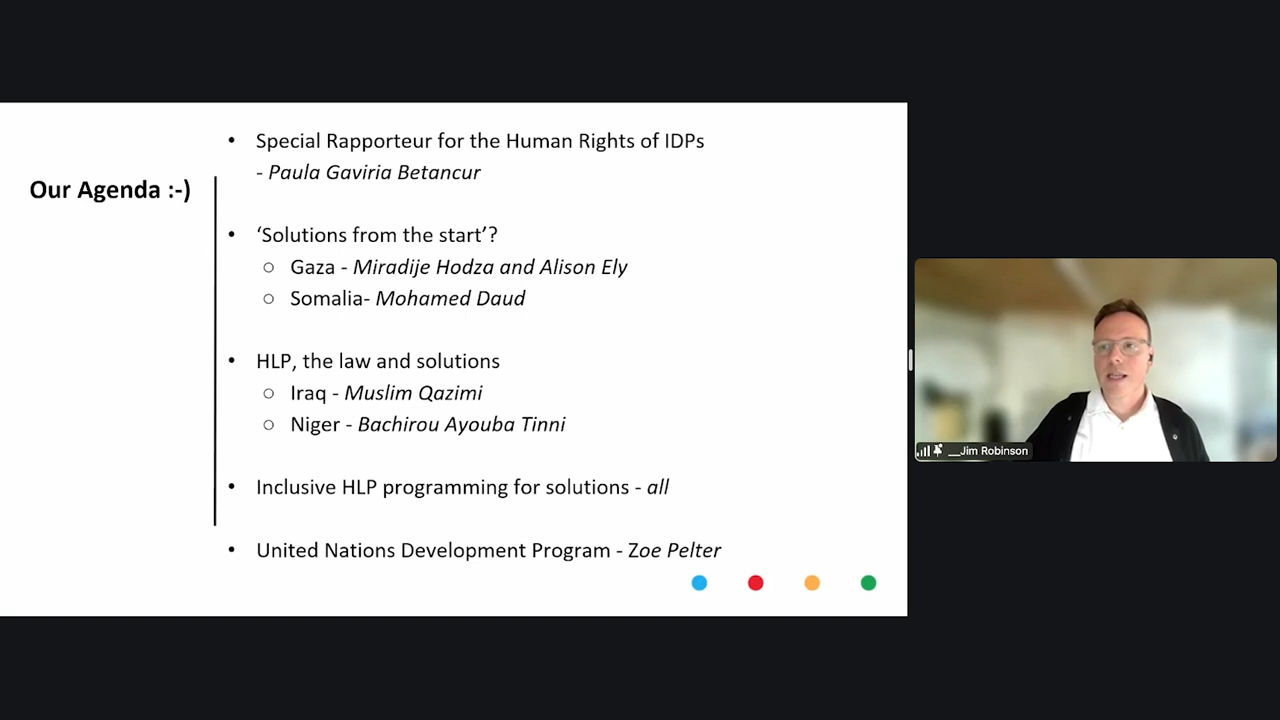 Our Agenda :-)
• Special Rapporteur for the Human Rights of IDPs
- Paula Gaviria Betancur
• ‘Solutions from the start’?
○ Gaza - Miradije Hodza and Alison Ely
○ Somalia- Mohamed Daud
• HLP, the law and solutions
○ Iraq - Muslim Qazimi
○ Niger - Bachirou Ayouba Tinni
• Inclusive HLP programming for solutions - all
• United Nations Development Program - Zoe Pelter
__Jim Robinson